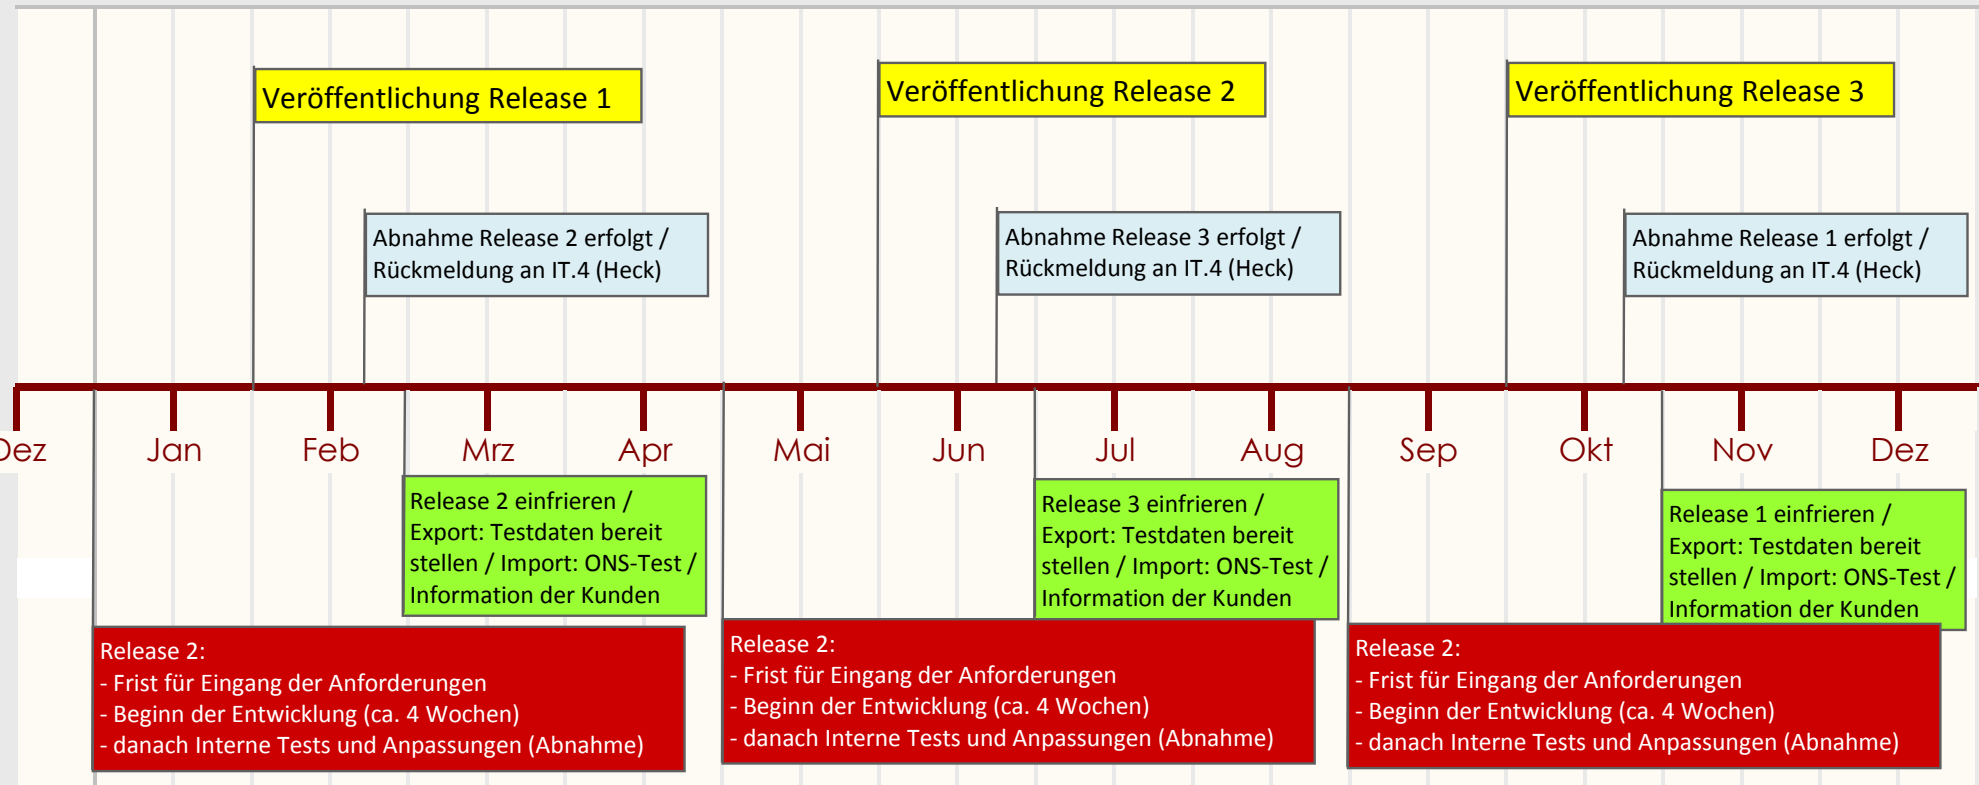 Veröffentlichung Release 1
Veröffentlichung Release 2
Veröffentlichung Release 3
Abnahme Release 2 erfolgt /
Rückmeldung an IT.4 (Heck)
Abnahme Release 3 erfolgt /
Rückmeldung an IT.4 (Heck)
Abnahme Release 1 erfolgt /
Rückmeldung an IT.4 (Heck)
Dez Jan Feb Mrz Apr Mai Jun Jul Aug Sep Okt Nov Dez
Release 2 einfrieren /
Export: Testdaten bereit
stellen / Import: ONS-Test /
Information der Kunden
Release 3 einfrieren /
Export: Testdaten bereit
stellen / Import: ONS-Test /
Information der Kunden
Release 1 einfrieren /
Export: Testdaten bereit
stellen / Import: ONS-Test /
Information der Kunden
Release 2:
- Frist für Eingang der Anforderungen
- Beginn der Entwicklung (ca. 4 Wochen)
- danach Interne Tests und Anpassungen (Abnahme)
Release 2:
- Frist für Eingang der Anforderungen
- Beginn der Entwicklung (ca. 4 Wochen)
- danach Interne Tests und Anpassungen (Abnahme)
Release 2:
- Frist für Eingang der Anforderungen
- Beginn der Entwicklung (ca. 4 Wochen)
- danach Interne Tests und Anpassungen (Abnahme)